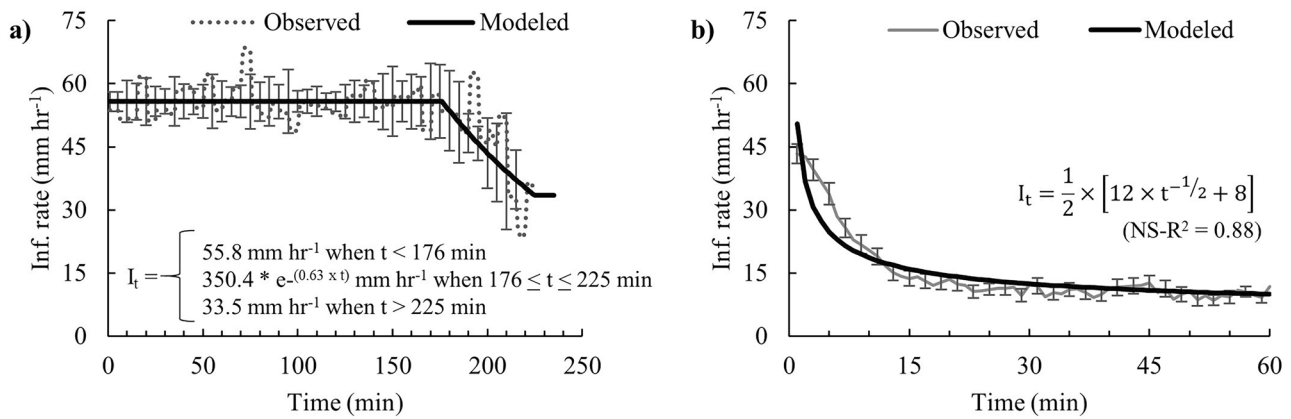 a)
Observed Modeled
75
60
45
30
15
0
Inf. rate (mm hr⁻¹)
Iₜ =
55.8 mm hr⁻¹ when t < 176 min
350.4 * e-⁽⁰·⁶³ ˣ ᵗ⁾ mm hr⁻¹ when 176 ≤ t ≤ 225 min
33.5 mm hr⁻¹ when t > 225 min
0 50 100 150 200 250
Time (min)
b)
Observed Modeled
75
60
45
30
15
0
Inf. rate (mm hr⁻¹)
Iₜ = 1/2 × [12 × t⁻¹ᐟ² + 8]
(NS-R² = 0.88)
0 15 30 45 60
Time (min)